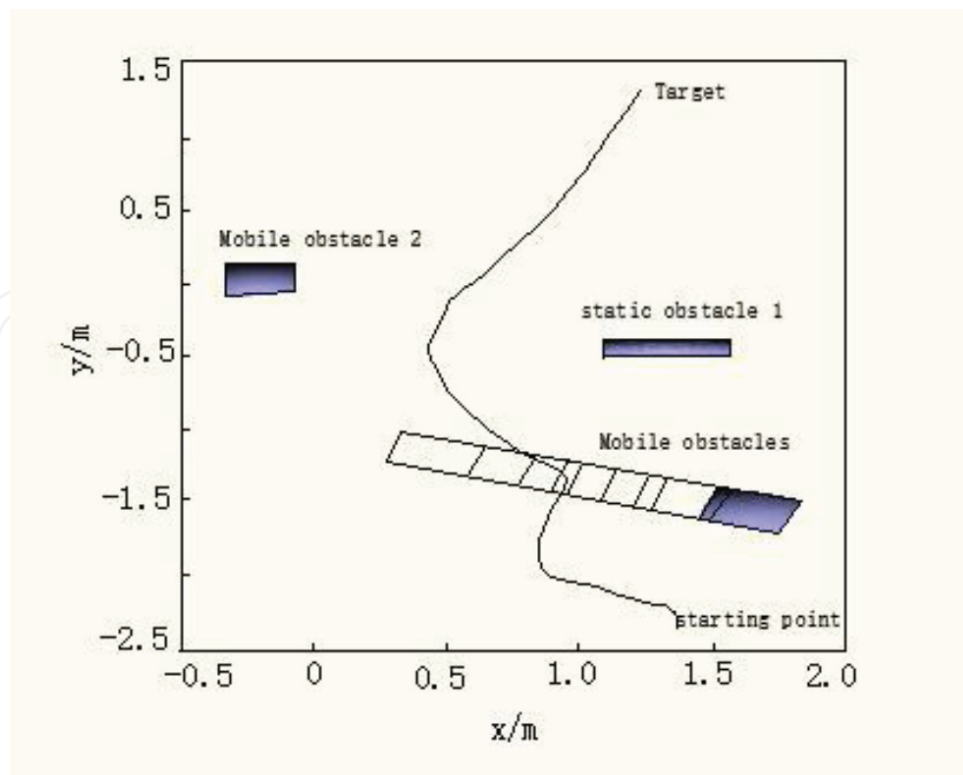 1.5
Target
0.5
Mobile obstacle 2
static obstacle 1
y/m
-0.5
Mobile obstacles
-1.5
starting point
-2.5
-0.5 0 0.5 1.0 1.5 2.0
x/m